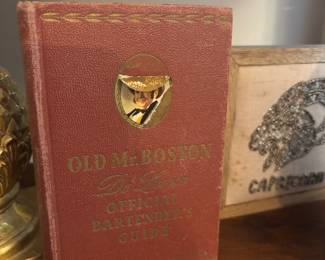 OLD Mr. BOSTON
De Luxe
OFFICIAL
BARTENDER'S
GUIDE
CAPRICORN